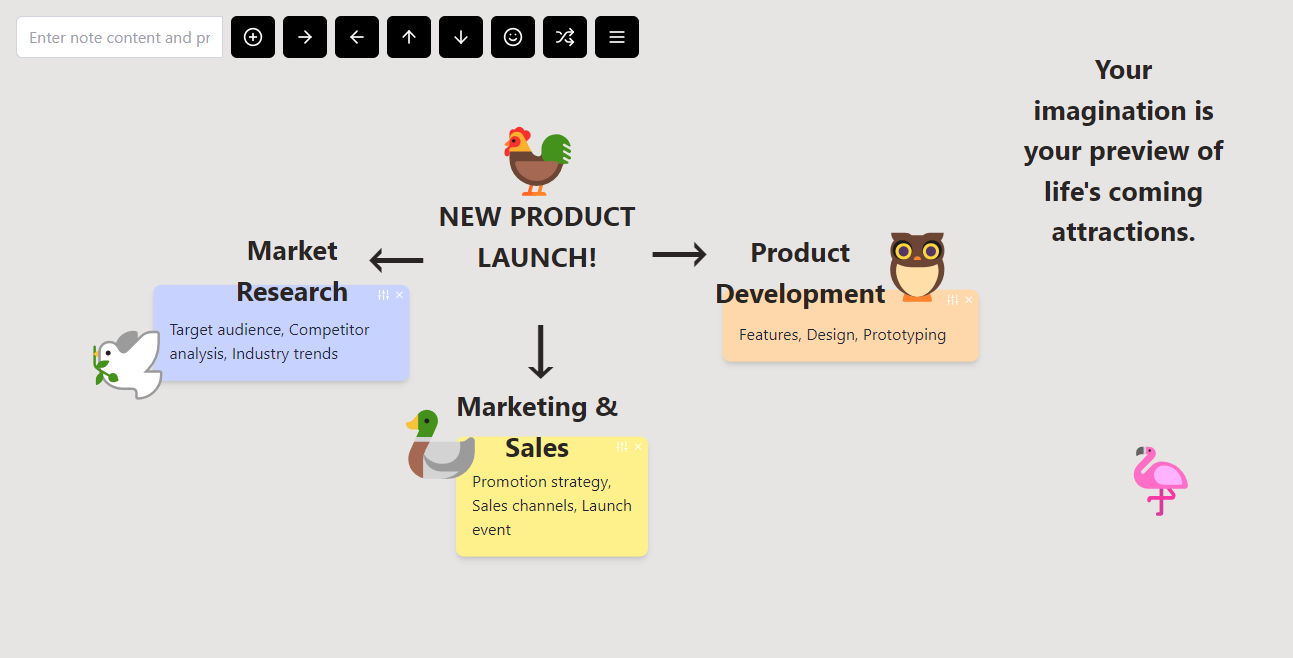 Enter note content and pr
Your
imagination is
your preview of
life's coming
attractions.
NEW PRODUCT
LAUNCH!
Market
Research
Target audience, Competitor
analysis, Industry trends
Product
Development
Features, Design, Prototyping
Marketing &
Sales
Promotion strategy,
Sales channels, Launch
event